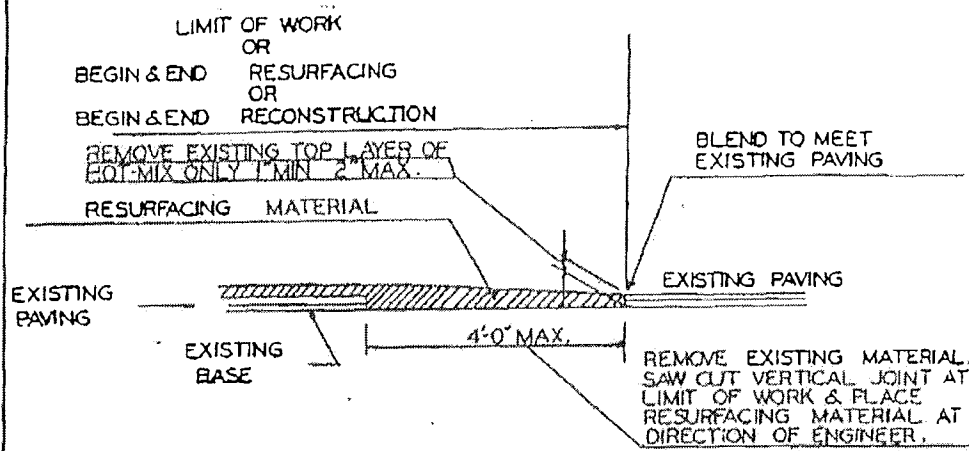 LIMIT OF WORK
OR
BEGIN & END RESURFACING
OR
BEGIN & END RECONSTRUCTION
REMOVE EXISTING TOP LAYER OF
HOT-MIX ONLY 1" MIN 2" MAX.
RESURFACING MATERIAL
BLEND TO MEET
EXISTING PAVING
EXISTING PAVING
EXISTING
PAVING
EXISTING
BASE
4'-0" MAX.
REMOVE EXISTING MATERIAL,
SAW CUT VERTICAL JOINT AT
LIMIT OF WORK & PLACE
RESURFACING MATERIAL AT
DIRECTION OF ENGINEER.